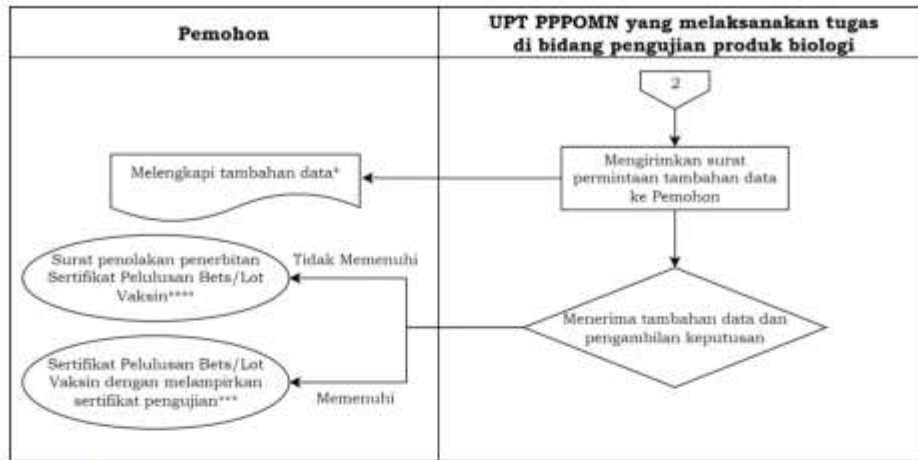 Pemohon
UPT PPPOMN yang melaksanakan tugas
di bidang pengujian produk biologi
2
Mengirimkan surat
permintaan tambahan data
ke Pemohon
Melengkapi tambahan data*
Surat penolakan penerbitan
Sertifikat Pelulusan Bets/Lot
Vaksin****
Tidak Memenuhi
Menerima tambahan data dan
pengambilan keputusan
Sertifikat Pelulusan Bets/Lot
Vaksin dengan melampirkan
sertifikat pengujian***
Memenuhi